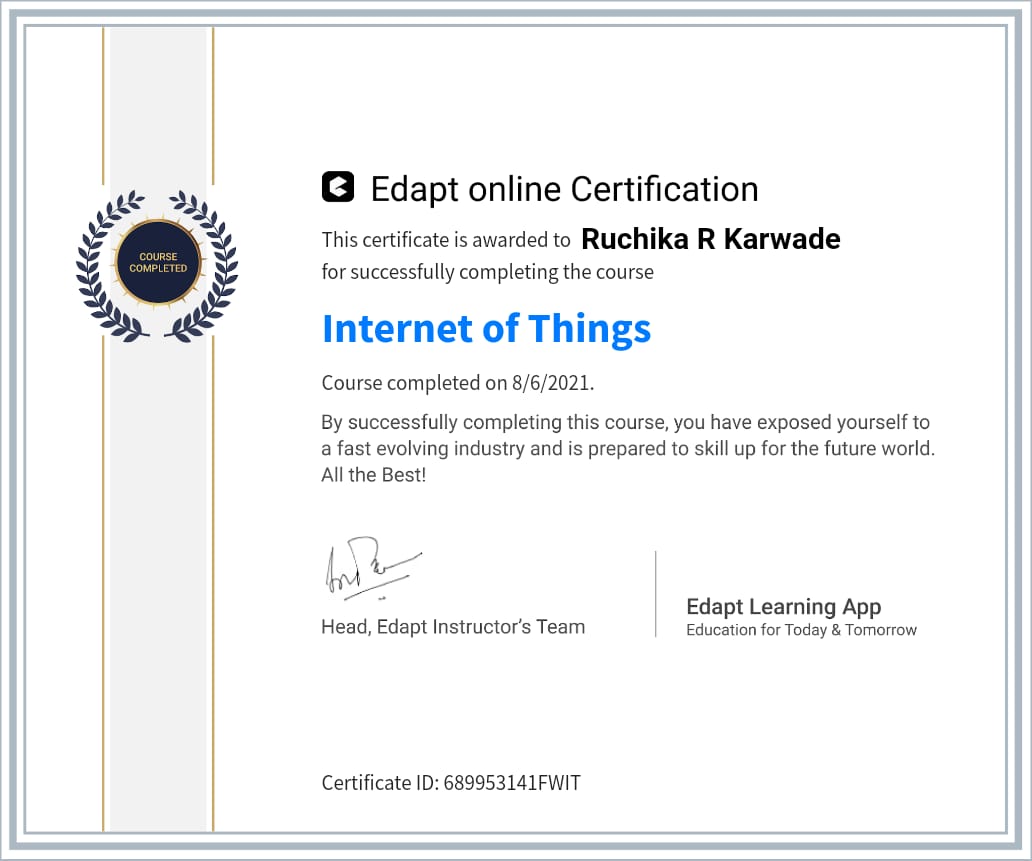 COURSE
COMPLETED
Edapt online Certification
This certificate is awarded to Ruchika R Karwade
for successfully completing the course
Internet of Things
Course completed on 8/6/2021.
By successfully completing this course, you have exposed yourself to
a fast evolving industry and is prepared to skill up for the future world.
All the Best!
Head, Edapt Instructor’s Team
Edapt Learning App
Education for Today & Tomorrow
Certificate ID: 689953141FWIT